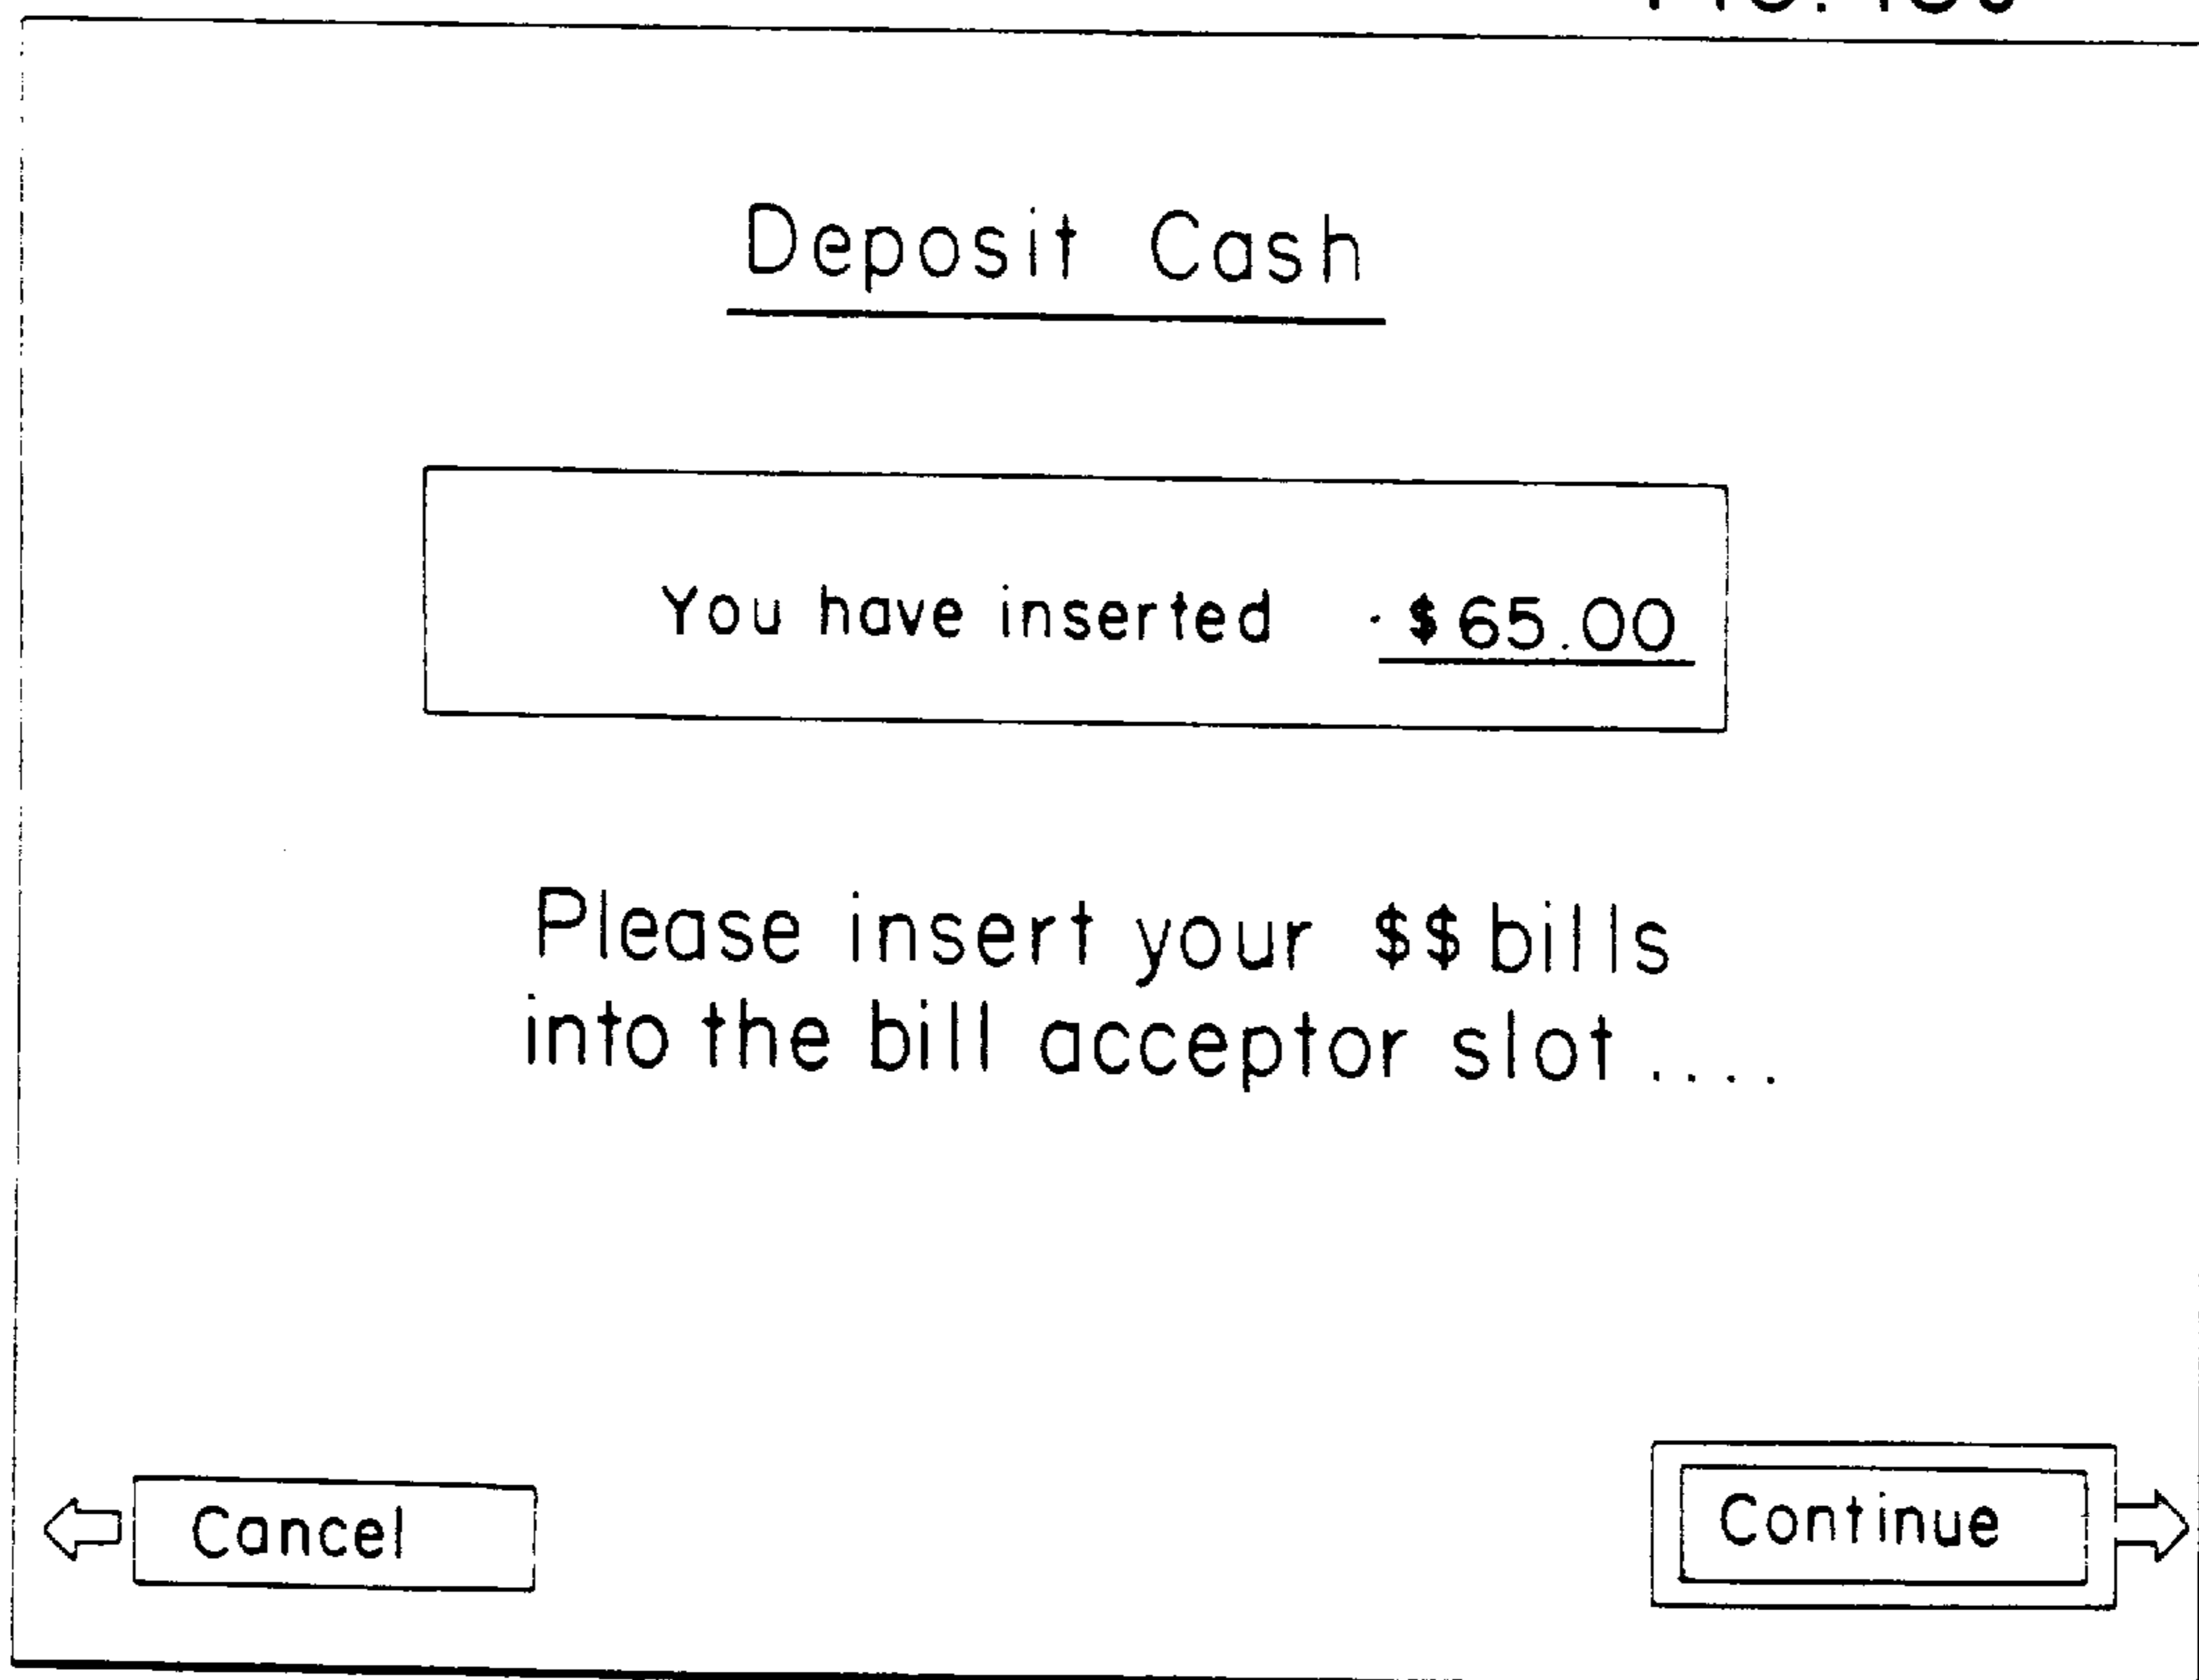 Deposit Cash
You have inserted $65.00
Please insert your $$bills
into the bill acceptor slot ....
Cancel
Continue